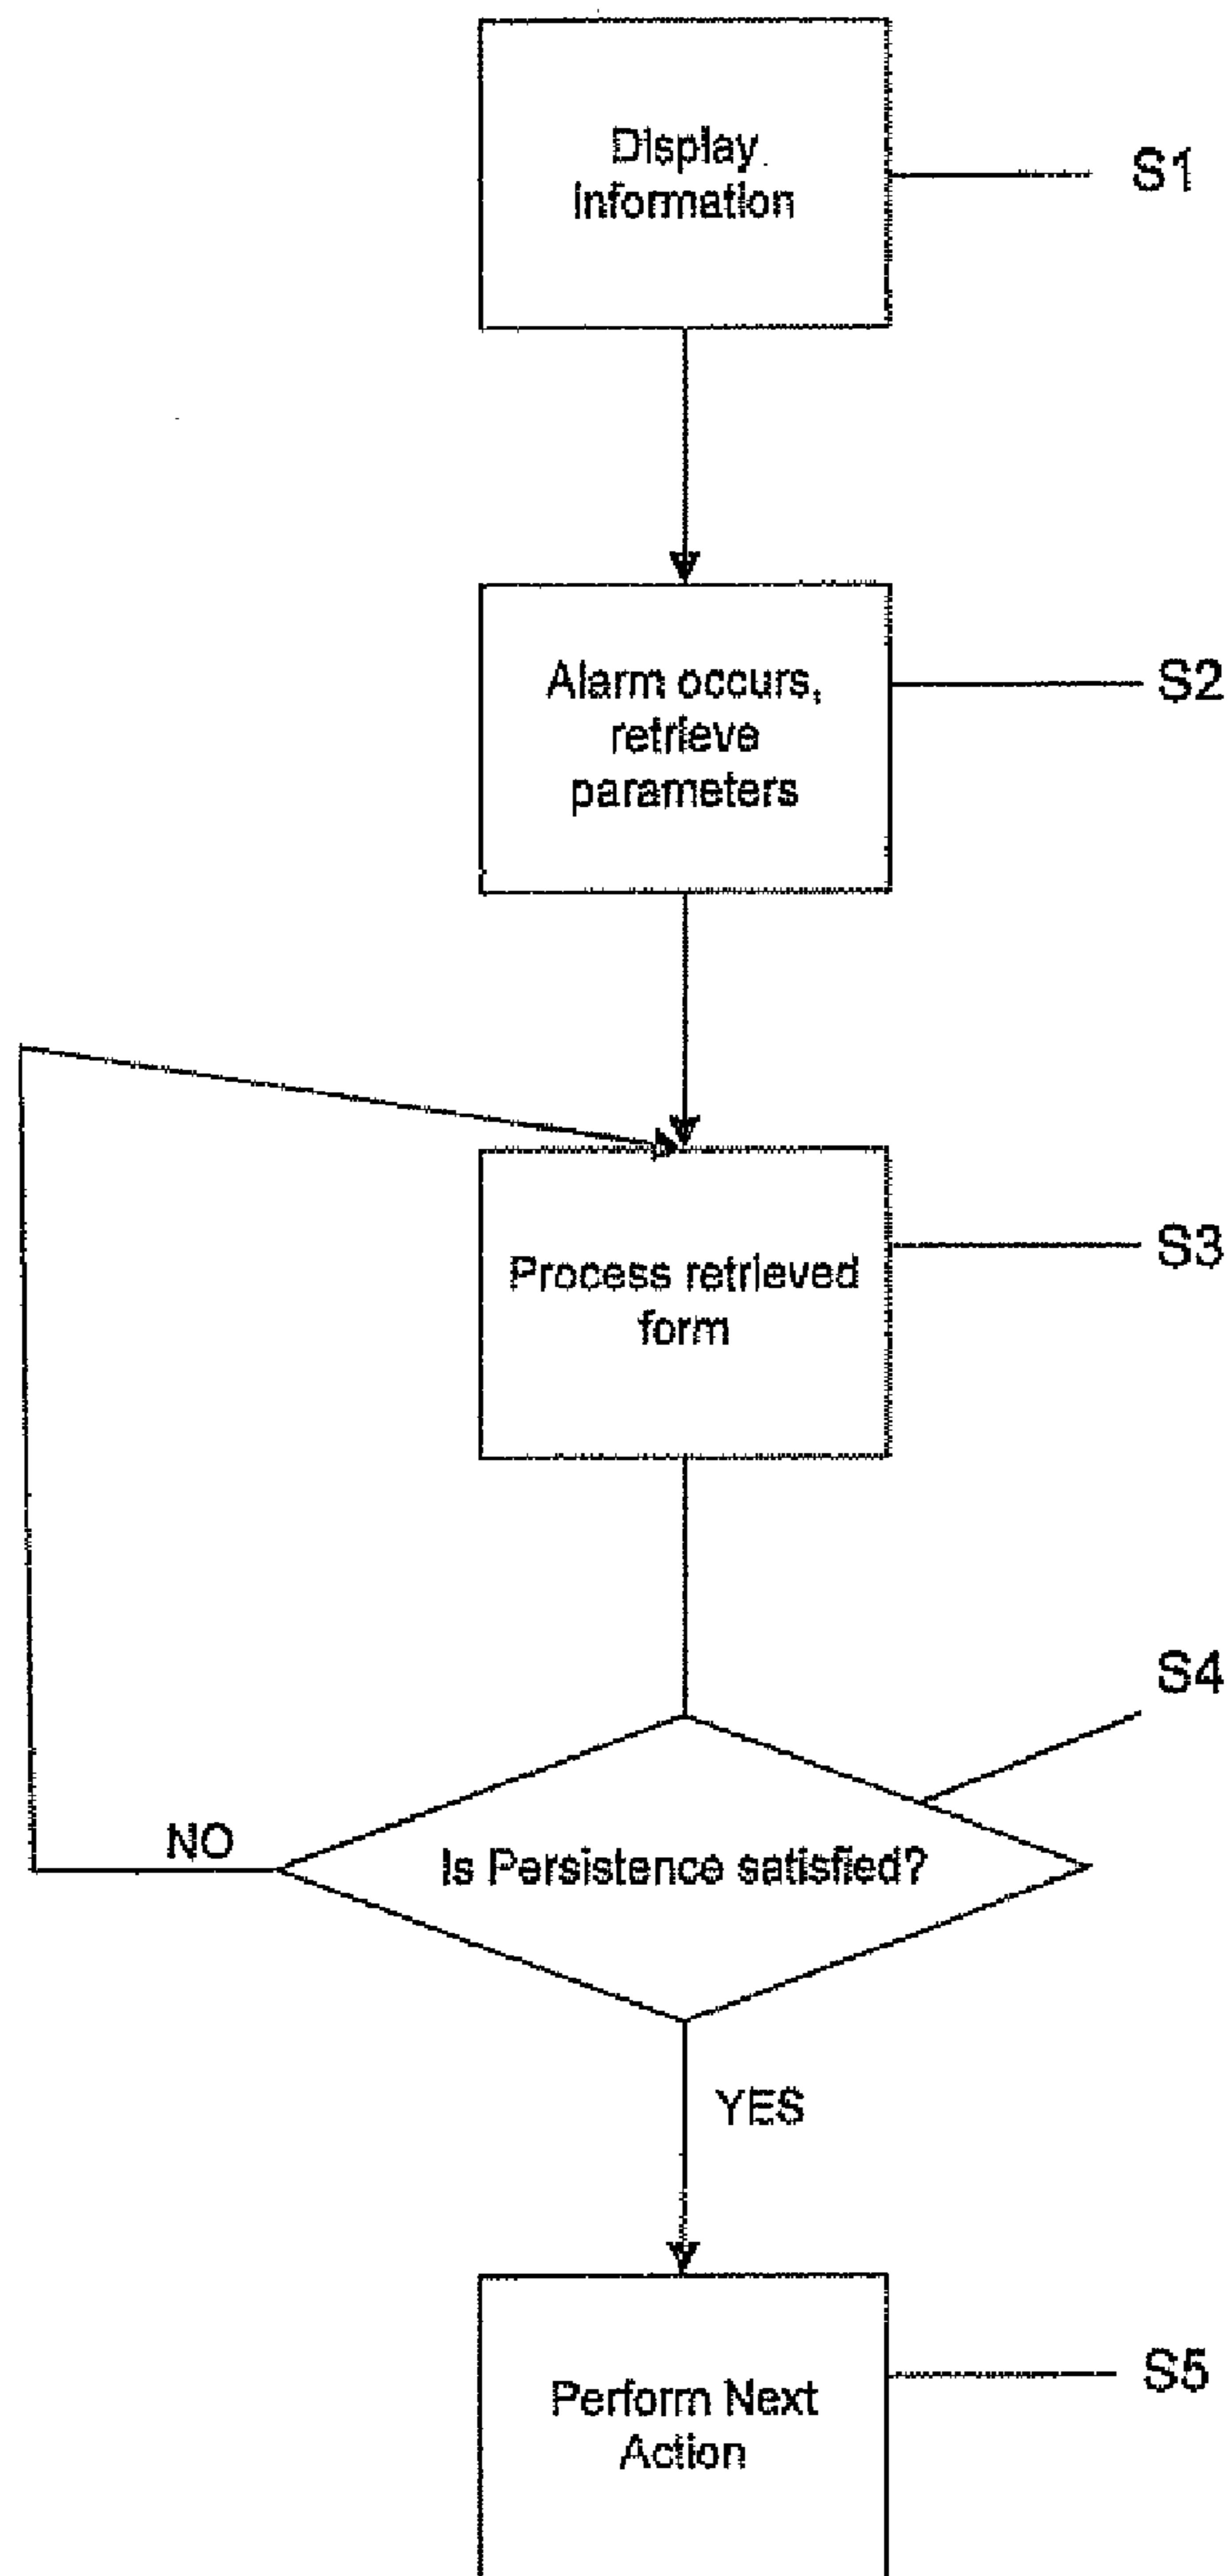 Display
Information
S1
Alarm occurs,
retrieve
parameters
S2
Process retrieved
form
S3
S4
NO
Is Persistence satisfied?
YES
Perform Next
Action
S5